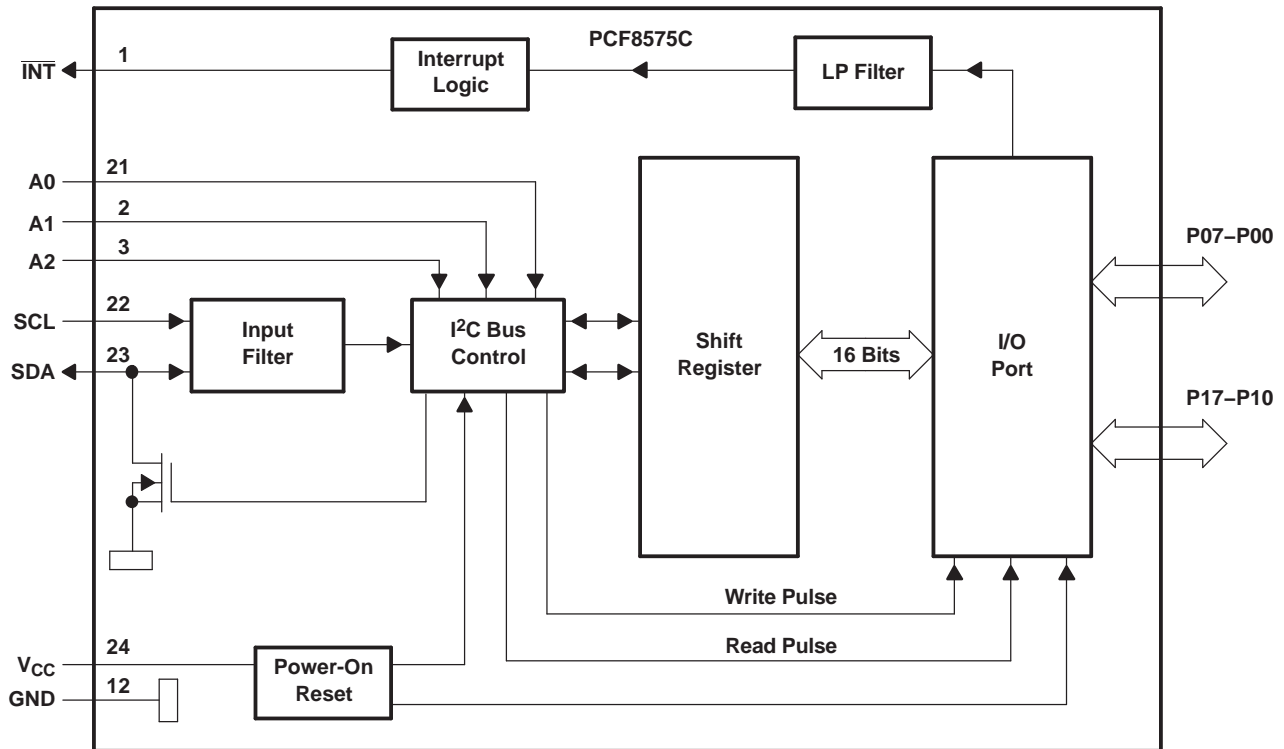 PCF8575C
1
INT
Interrupt
Logic
LP Filter
21
A0
2
A1
3
A2
22
SCL
23
SDA
Input
Filter
I2C Bus
Control
Shift
Register
16 Bits
I/O
Port
P07–P00
P17–P10
Write Pulse
Read Pulse
24
VCC
12
GND
Power-On
Reset